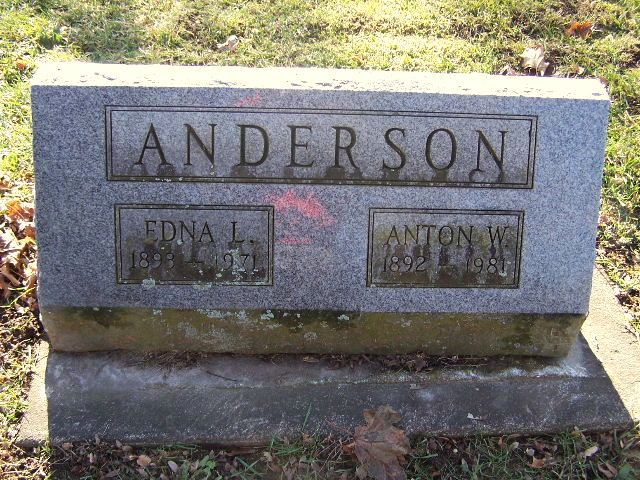 ANDERSON
EDNA L.
1893 — 1971
ANTON W.
1892 — 1981